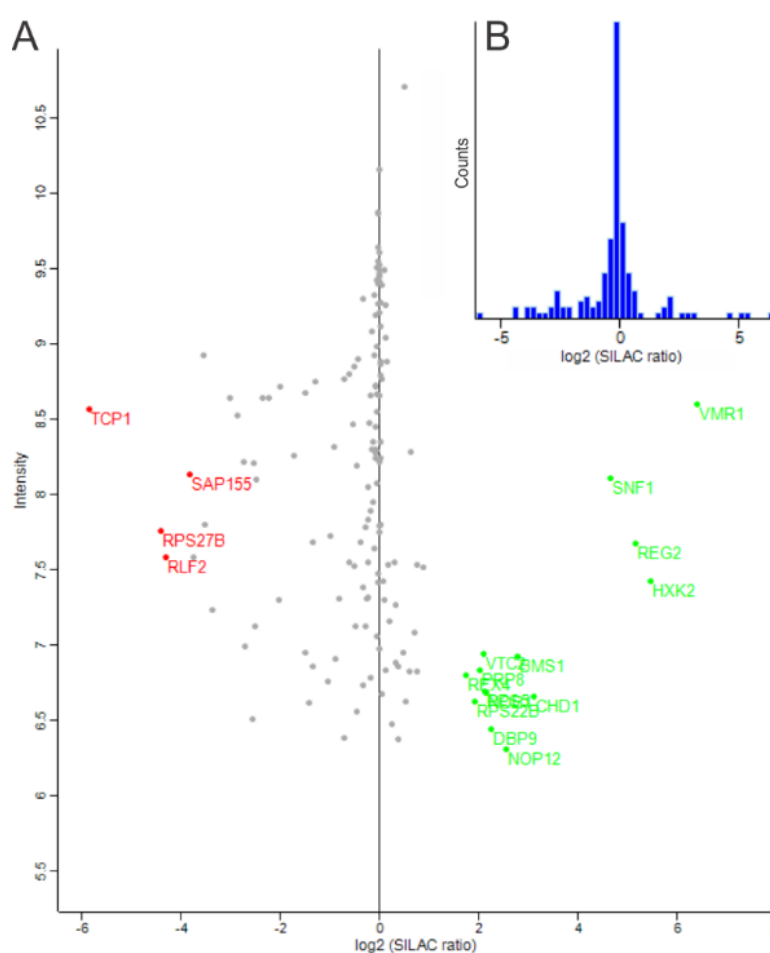 A
B
Intensity
10.5
10
9.5
9
8.5
8
7.5
7
6.5
6
5.5
-6
-4
-2
0
2
4
6
log2 (SILAC ratio)
Counts
-5
0
5
log2 (SILAC ratio)
TCP1
SAP155
RPS27B
RLF2
VMR1
SNF1
REG2
HXK2
BMS1
PRP8
REX4
CHD1
RPS22B
DBP9
NOP12